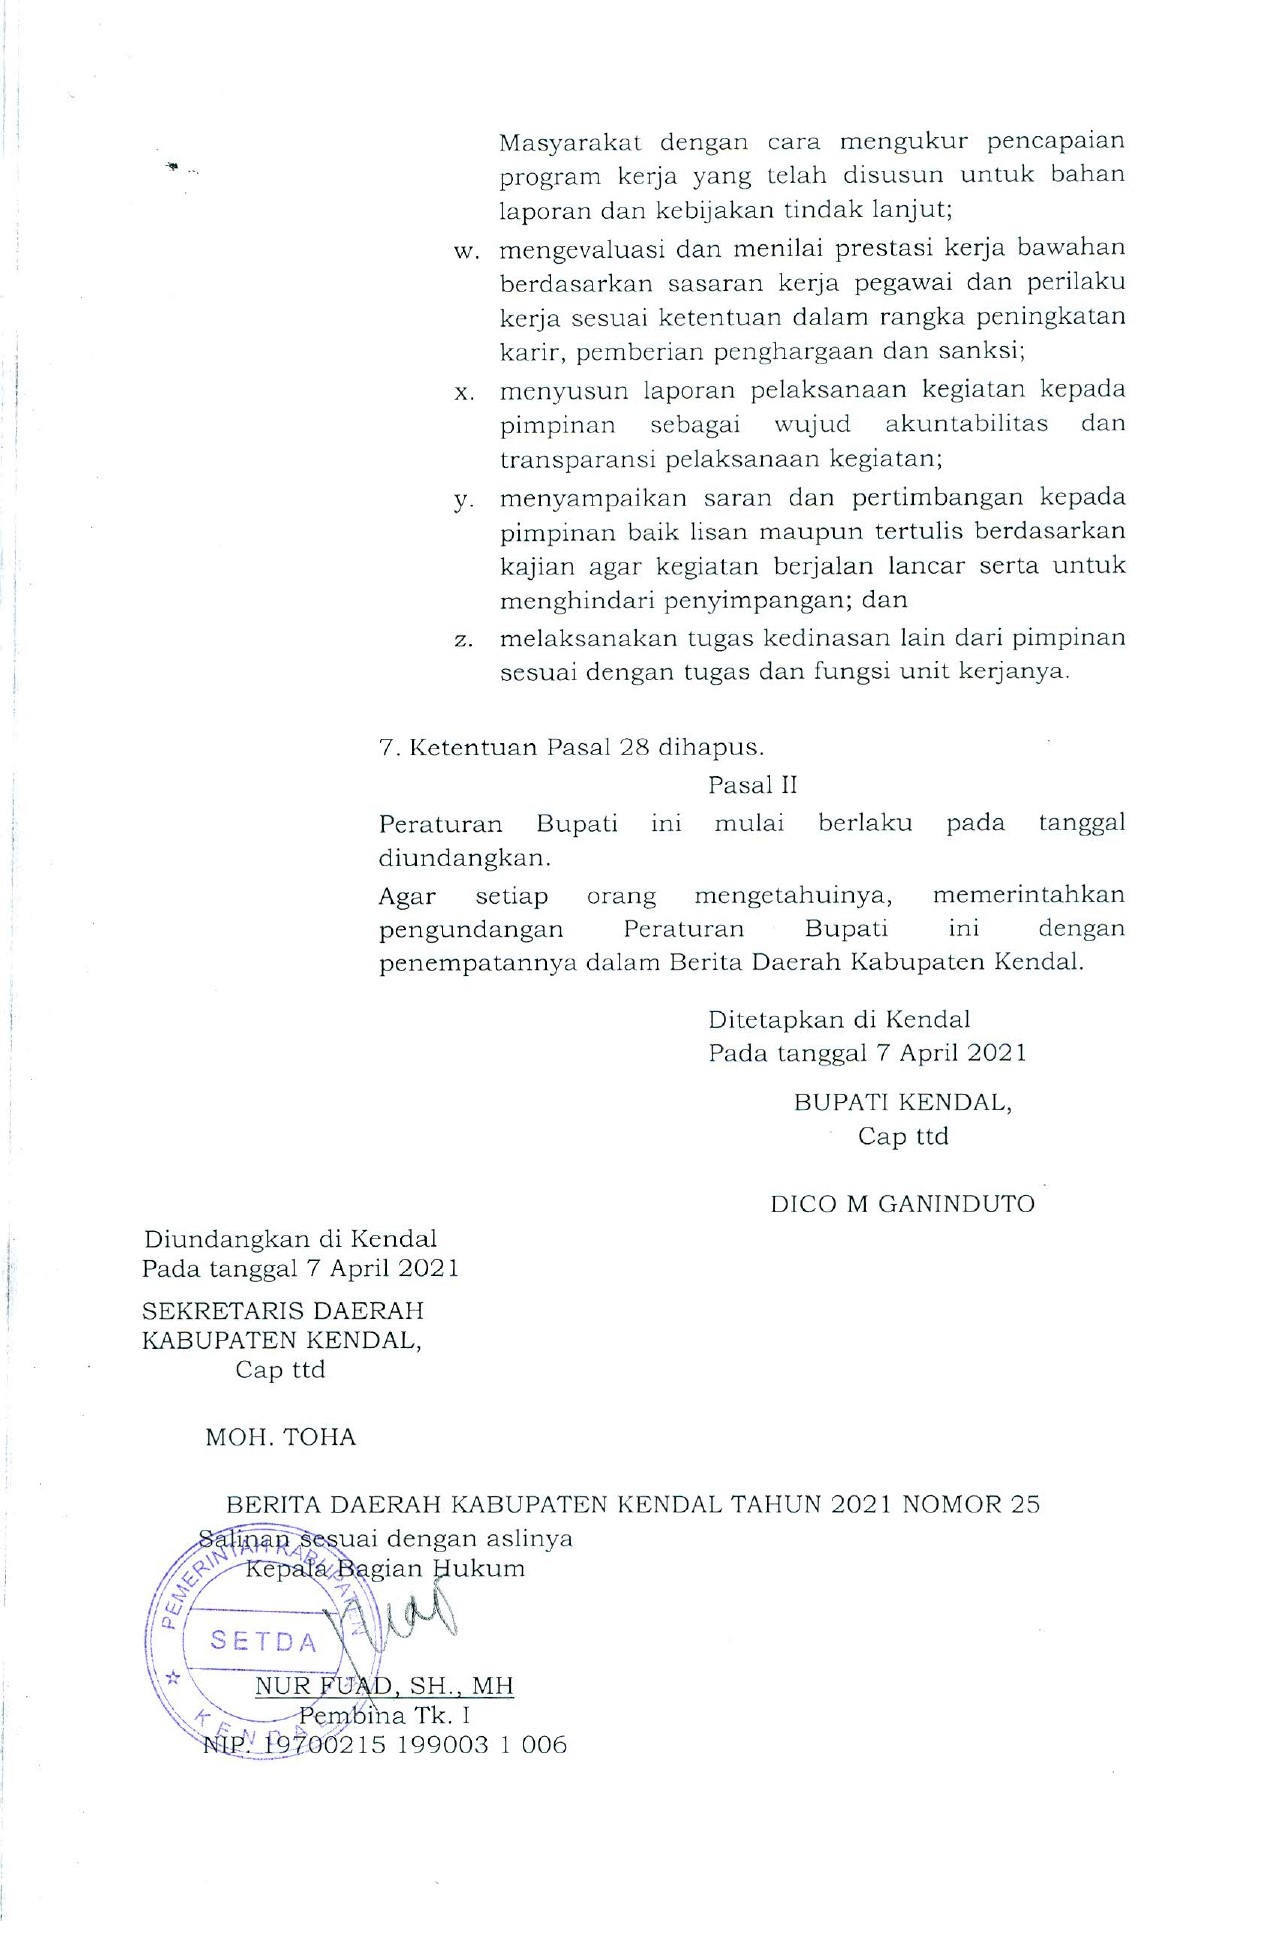 Masyarakat dengan cara mengukur pencapaian
program kerja yang telah disusun untuk bahan
laporan dan kebijakan tindak lanjut;
w. mengevaluasi dan menilai prestasi kerja bawahan
berdasarkan sasaran kerja pegawai dan perilaku
kerja sesuai ketentuan dalam rangka peningkatan
karir, pemberian penghargaan dan sanksi;
x. menyusun laporan pelaksanaan kegiatan kepada
pimpinan sebagai wujud akuntabilitas dan
transparansi pelaksanaan kegiatan;
y. menyampaikan saran dan pertimbangan kepada
pimpinan baik lisan maupun tertulis berdasarkan
kajian agar kegiatan berjalan lancar serta untuk
menghindari penyimpangan; dan
z. melaksanakan tugas kedinasan lain dari pimpinan
sesuai dengan tugas dan fungsi unit kerjanya.
7. Ketentuan Pasal 28 dihapus.
Pasal II
Peraturan Bupati ini mulai berlaku pada tanggal
diundangkan.
Agar setiap orang mengetahuinya, memerintahkan
pengundangan Peraturan Bupati ini dengan
penempatannya dalam Berita Daerah Kabupaten Kendal.
Ditetapkan di Kendal
Pada tanggal 7 April 2021
BUPATI KENDAL,
Cap ttd
DICO M GANINDUTO
Diundangkan di Kendal
Pada tanggal 7 April 2021
SEKRETARIS DAERAH
KABUPATEN KENDAL,
Cap ttd
MOH. TOHA
BERITA DAERAH KABUPATEN KENDAL TAHUN 2021 NOMOR 25
Salinan sesuai dengan aslinya
Kepala Bagian Hukum
PEMERINTAH KABUPATEN
SETDA
KENDAL
NUR FUAD, SH., MH
Pembina Tk. I
NIP. 19700215 199003 1 006